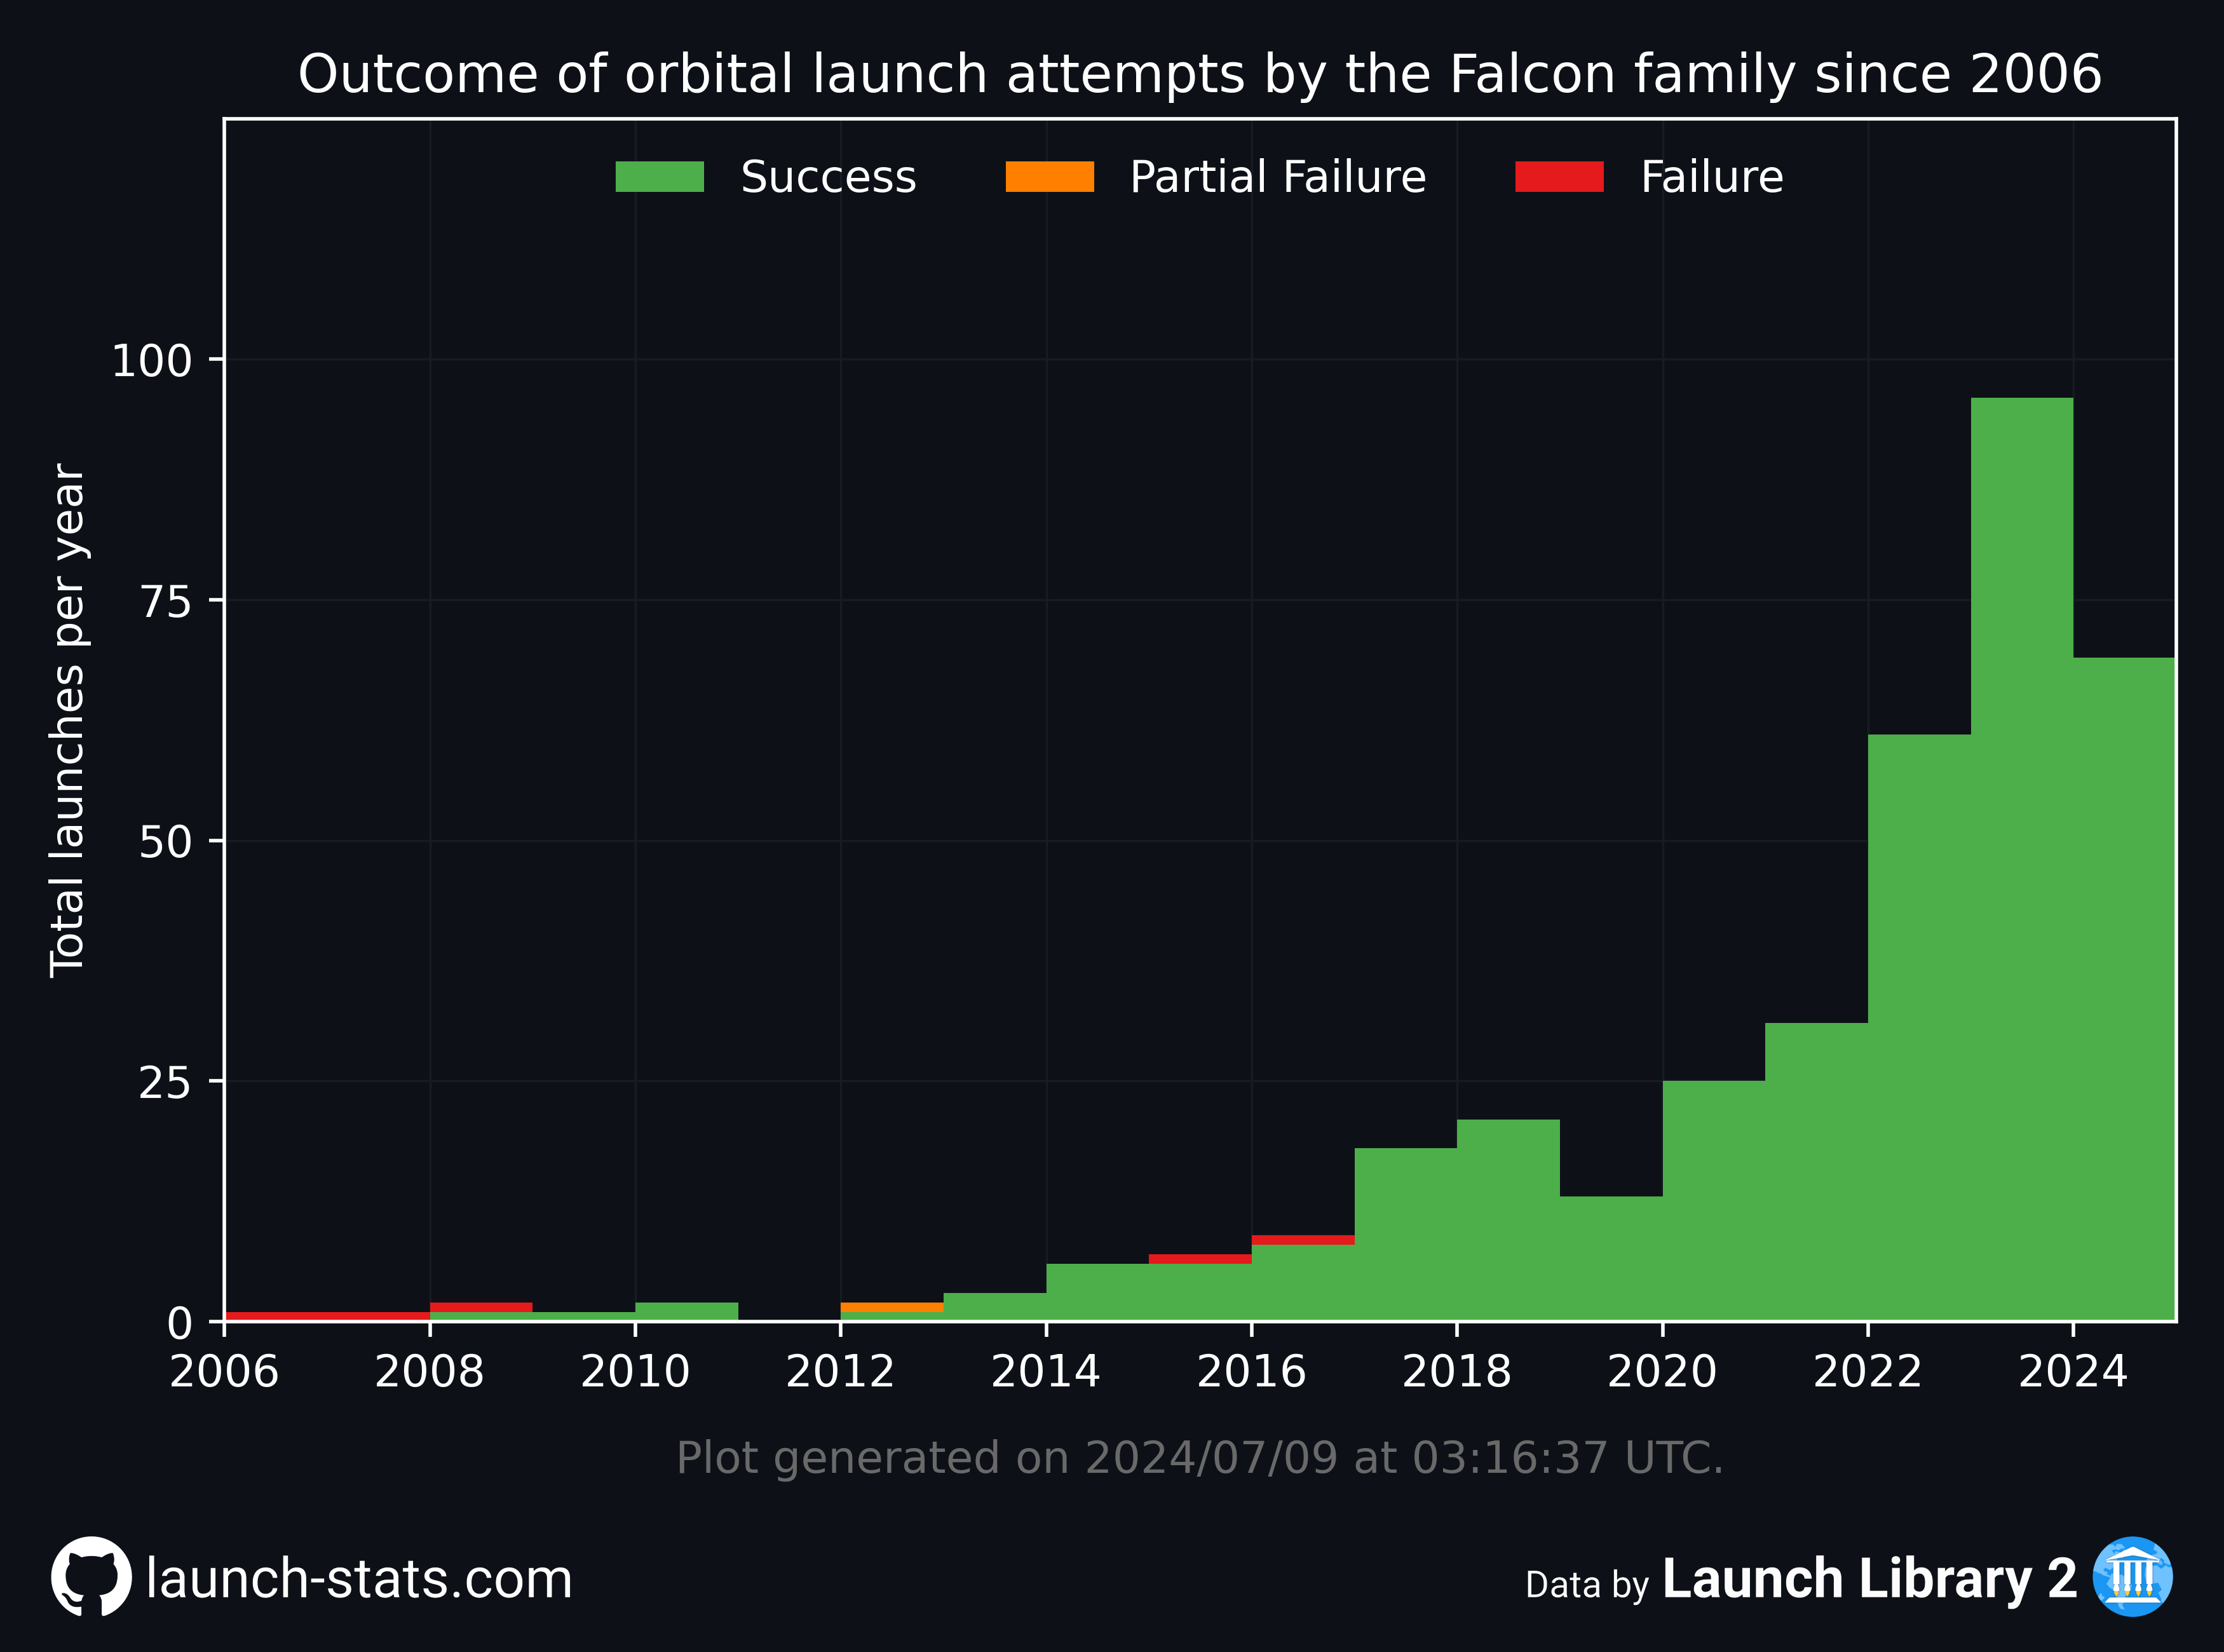 Outcome of orbital launch attempts by the Falcon family since 2006
Success Partial Failure Failure
Total launches per year
100
75
50
25
0
2006 2008 2010 2012 2014 2016 2018 2020 2022 2024
Plot generated on 2024/07/09 at 03:16:37 UTC.
launch-stats.com
Data by Launch Library 2